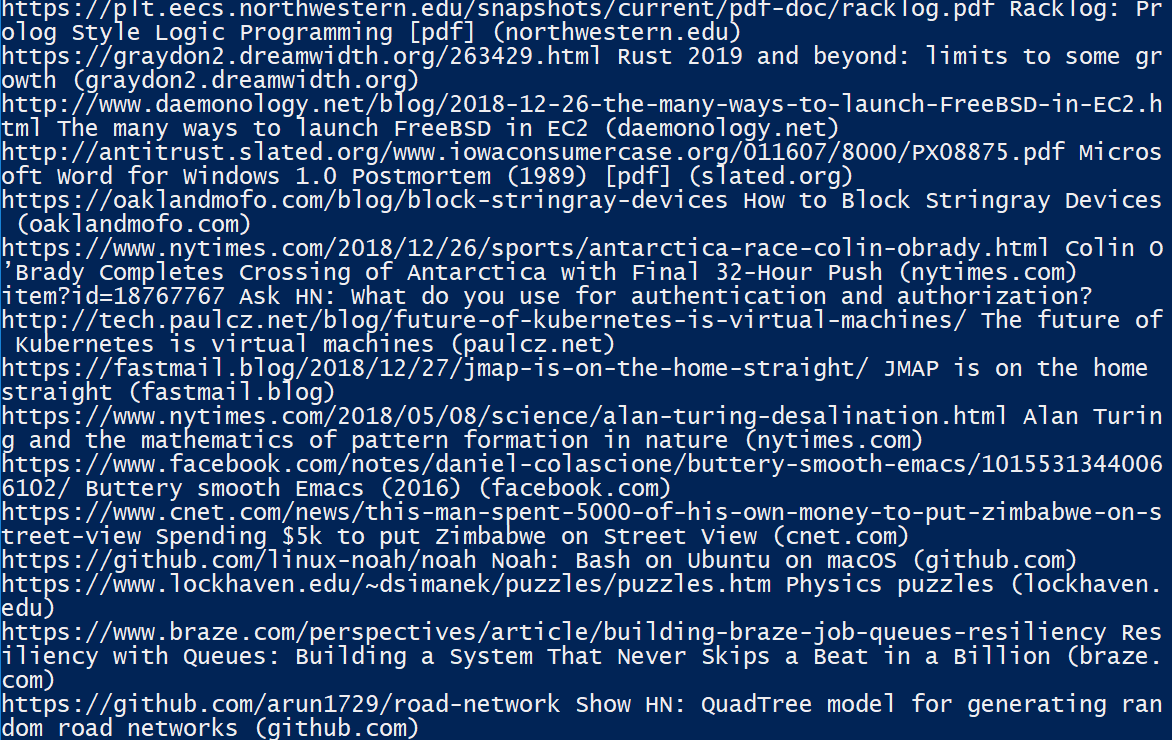 https://plt.eecs.northwestern.edu/snapshots/current/pdf-doc/racklog.pdf Racklog: Pr
olog Style Logic Programming [pdf] (northwestern.edu)
https://graydon2.dreamwidth.org/263429.html Rust 2019 and beyond: limits to some gr
owth (graydon2.dreamwidth.org)
http://www.daemonology.net/blog/2018-12-26-the-many-ways-to-launch-FreeBSD-in-EC2.h
tml The many ways to launch FreeBSD in EC2 (daemonology.net)
http://antitrust.slated.org/www.iowaconsumercase.org/011607/8000/PX08875.pdf Micros
oft Word for Windows 1.0 Postmortem (1989) [pdf] (slated.org)
https://oaklandmofo.com/blog/block-stringray-devices How to Block Stringray Devices
 (oaklandmofo.com)
https://www.nytimes.com/2018/12/26/sports/antarctica-race-colin-obrady.html Colin O
’Brady Completes Crossing of Antarctica with Final 32-Hour Push (nytimes.com)
item?id=18767767 Ask HN: What do you use for authentication and authorization?
http://tech.paulcz.net/blog/future-of-kubernetes-is-virtual-machines/ The future of
 Kubernetes is virtual machines (paulcz.net)
https://fastmail.blog/2018/12/27/jmap-is-on-the-home-straight/ JMAP is on the home
straight (fastmail.blog)
https://www.nytimes.com/2018/05/08/science/alan-turing-desalination.html Alan Turin
g and the mathematics of pattern formation in nature (nytimes.com)
https://www.facebook.com/notes/daniel-colascione/buttery-smooth-emacs/1015531344006
6102/ Buttery smooth Emacs (2016) (facebook.com)
https://www.cnet.com/news/this-man-spent-5000-of-his-own-money-to-put-zimbabwe-on-s
treet-view Spending $5k to put Zimbabwe on Street View (cnet.com)
https://github.com/linux-noah/noah Noah: Bash on Ubuntu on macOS (github.com)
https://www.lockhaven.edu/~dsimanek/puzzles/puzzles.htm Physics puzzles (lockhaven.
edu)
https://www.braze.com/perspectives/article/building-braze-job-queues-resiliency Res
iliency with Queues: Building a System That Never Skips a Beat in a Billion (braze.
com)
https://github.com/arun1729/road-network Show HN: QuadTree model for generating ran
dom road networks (github.com)